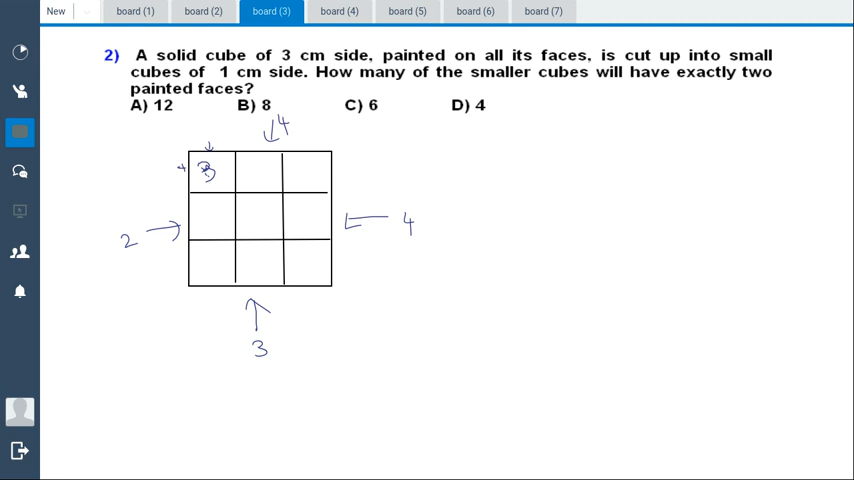 New board (1) board (2) board (3) board (4) board (5) board (6) board (7)
2) A solid cube of 3 cm side, painted on all its faces, is cut up into small
cubes of 1 cm side. How many of the smaller cubes will have exactly two
painted faces?
A) 12 B) 8 C) 6 D) 4
4
3
2
4
3